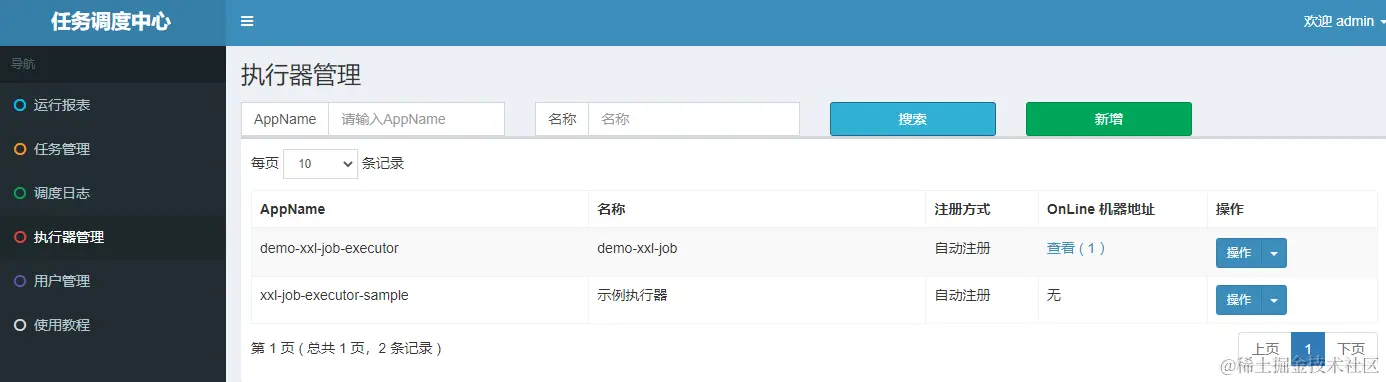 任务调度中心 欢迎 admin
导航
运行报表
任务管理
调度日志
执行器管理
用户管理
使用教程
执行器管理
AppName 请输入AppName 名称 名称 搜索 新增
每页 10 条记录
AppName 名称 注册方式 OnLine 机器地址 操作
demo-xxl-job-executor demo-xxl-job 自动注册 查看 ( 1 ) 操作
xxl-job-executor-sample 示例执行器 自动注册 无 操作
第 1 页 ( 总共 1 页，2 条记录 ) 上页 1 下页
@稀土掘金技术社区